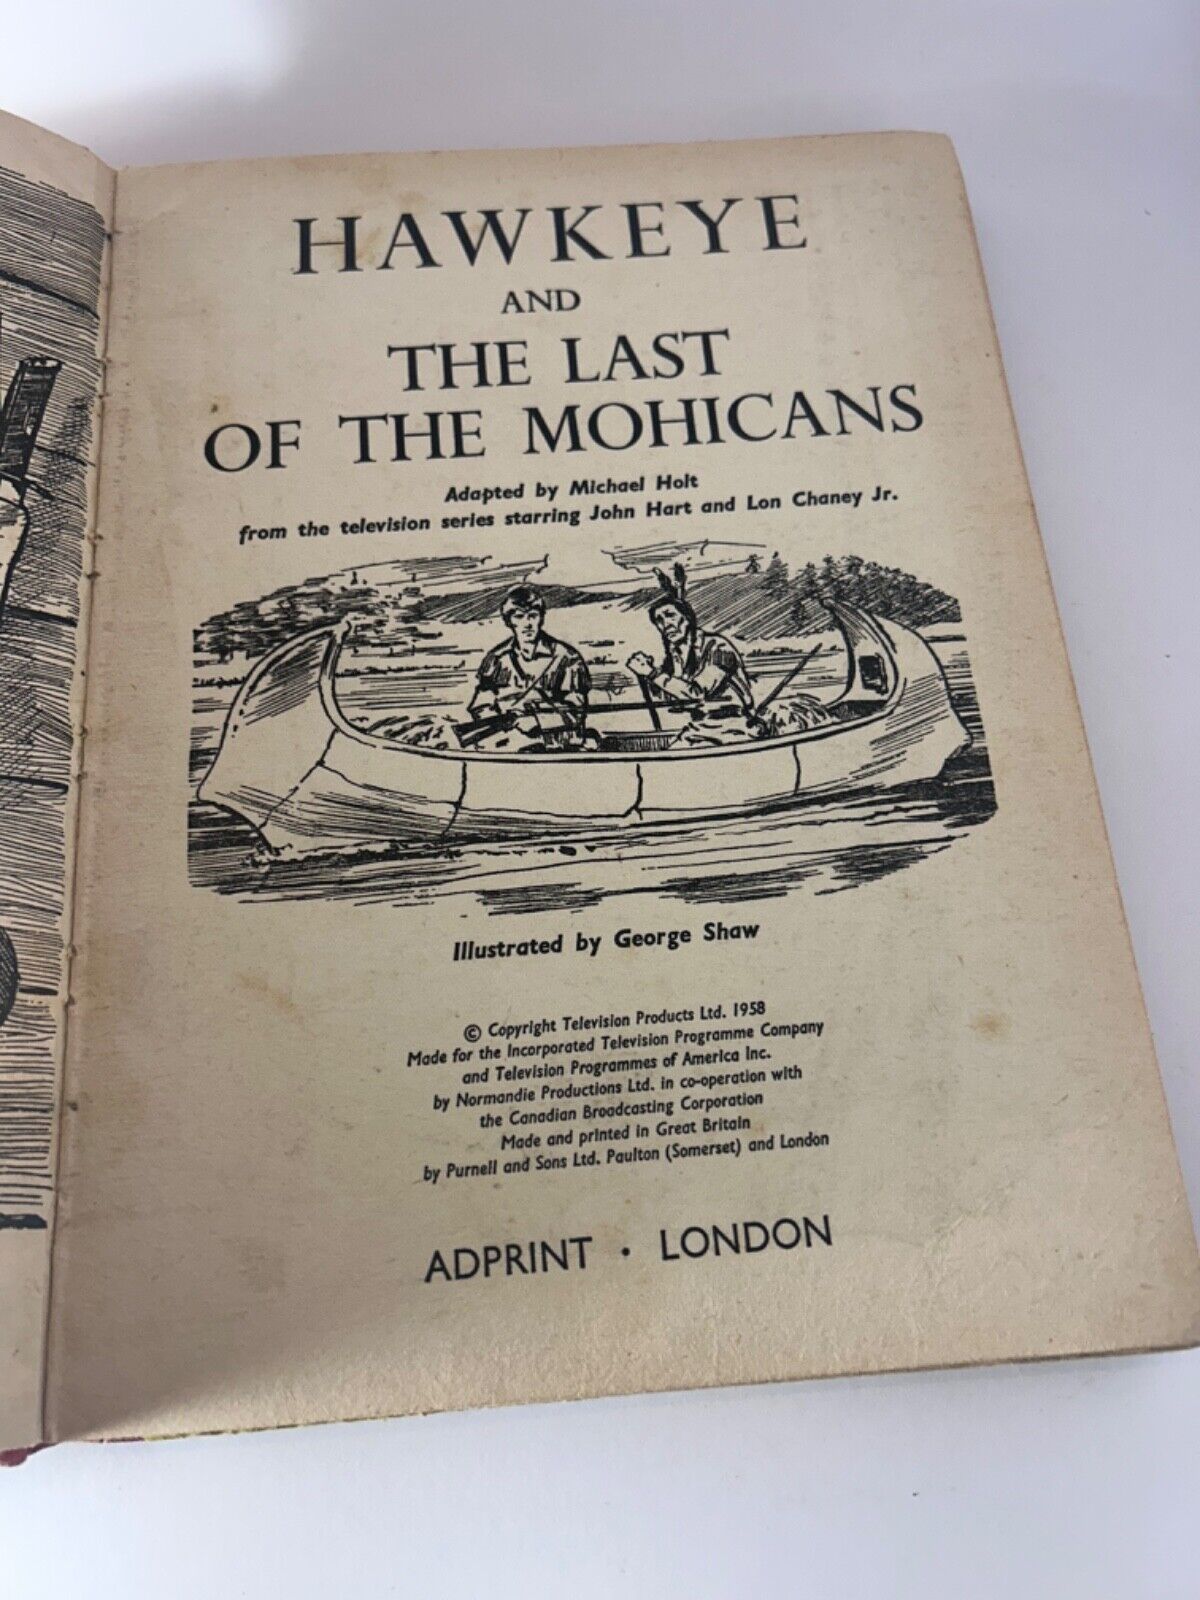 HAWKEYE
AND
THE LAST
OF THE MOHICANS
Adapted by Michael Holt
from the television series starring John Hart and Lon Chaney Jr.
Illustrated by George Shaw
© Copyright Television Products Ltd. 1958
Made for the Incorporated Television Programme Company
and Television Programmes of America Inc.
by Normandie Productions Ltd. in co-operation with
the Canadian Broadcasting Corporation
Made and printed in Great Britain
by Purnell and Sons Ltd. Paulton (Somerset) and London
ADPRINT · LONDON